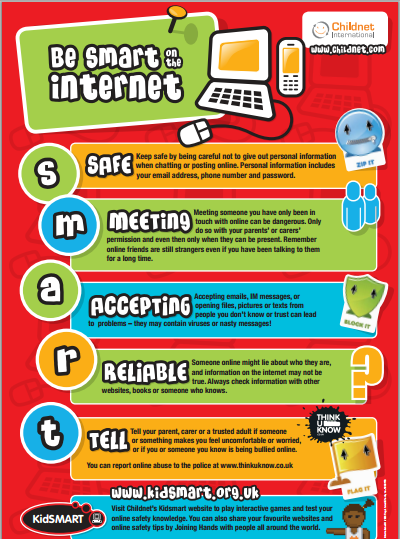 Childnet
International
www.childnet.com
Be Smart on the
internet
s
SAFE
Keep safe by being careful not to give out personal information
when chatting or posting online. Personal information includes
your email address, phone number and password.
ZIP IT
m
MEETING
Meeting someone you have only been in
touch with online can be dangerous. Only
do so with your parents' or carers'
permission and even then only when they can be present. Remember
online friends are still strangers even if you have been talking to them
for a long time.
a
ACCEPTING
Accepting emails, IM messages, or
opening files, pictures or texts from
people you don't know or trust can lead
to problems – they may contain viruses or nasty messages!
BLOCK IT
r
RELIABLE
Someone online might lie about who they are,
and information on the internet may not be
true. Always check information with other
websites, books or someone who knows.
?
t
TELL
Tell your parent, carer or a trusted adult if someone
or something makes you feel uncomfortable or worried,
or if you or someone you know is being bullied online.
You can report online abuse to the police at www.thinkuknow.co.uk
THINK
U
KNOW
FLAG IT
www.kidsmart.org.uk
KidSMART
Visit Childnet's Kidsmart website to play interactive games and test your
online safety knowledge. You can also share your favourite websites and
online safety tips by Joining Hands with people all around the world.